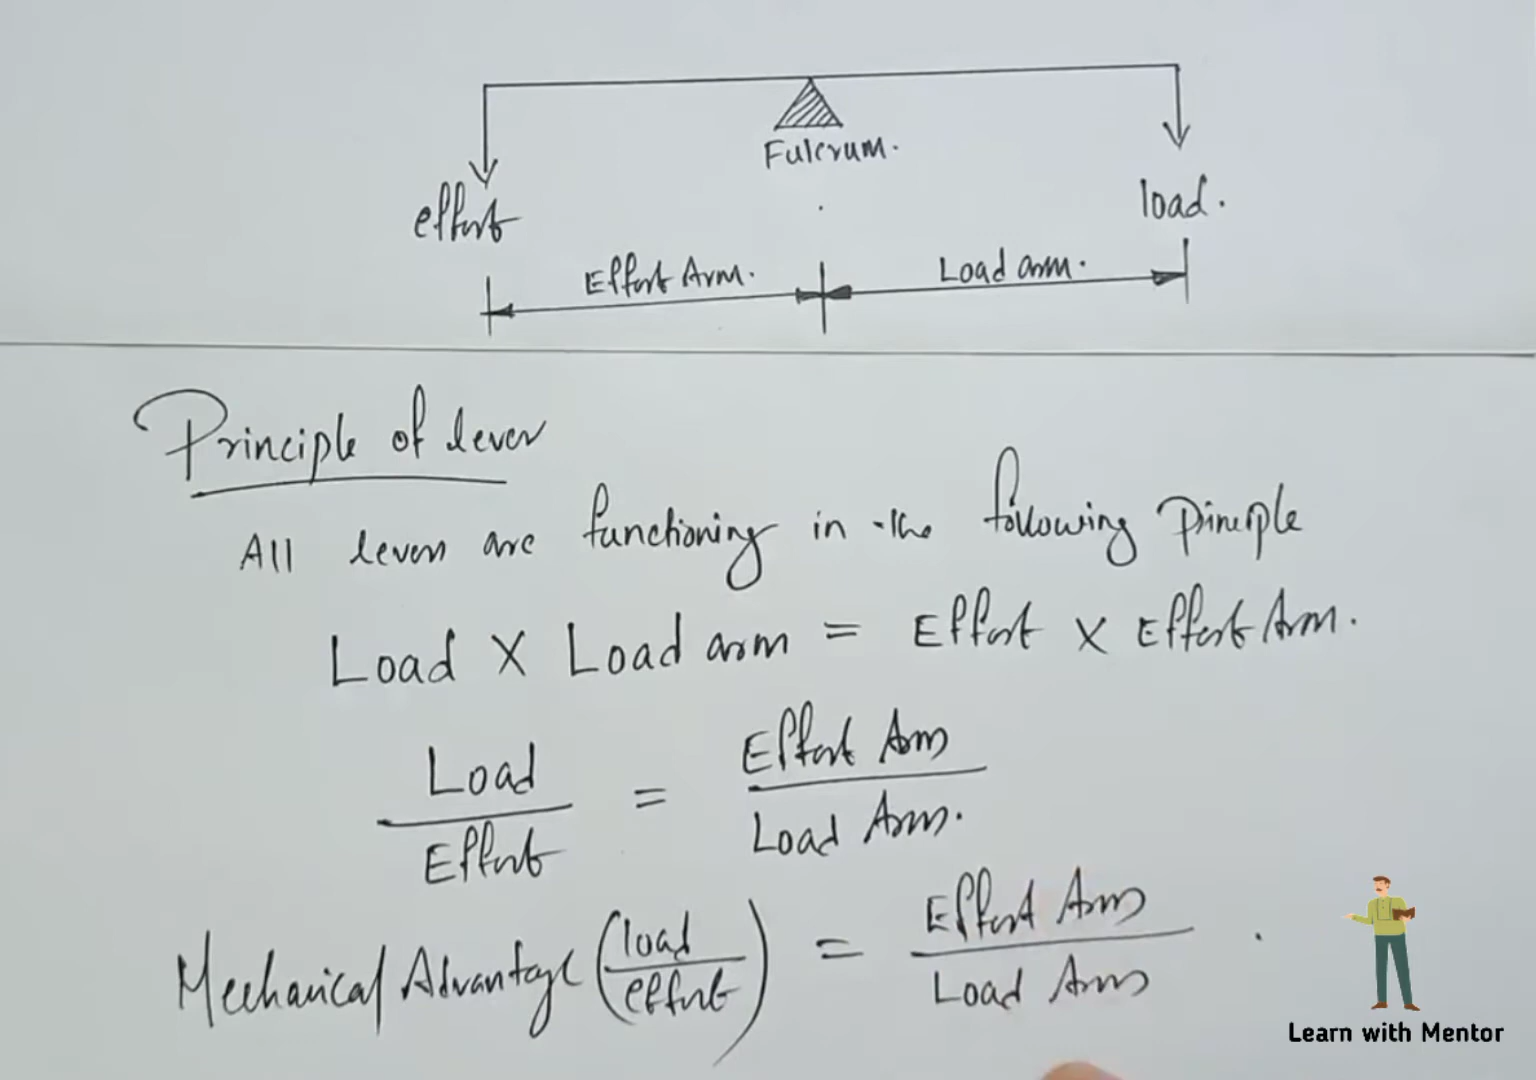 Fulcrum.
effort
load.
Effort Arm.
Load arm.
Principle of lever
All levers are functioning in the following Principle
Load X Load arm = Effort X Effort Arm.
Load = Effort Arm
Effort Load Arm.
Mechanical Advantage (load = Effort Arm
effort) Load Arm
Learn with Mentor